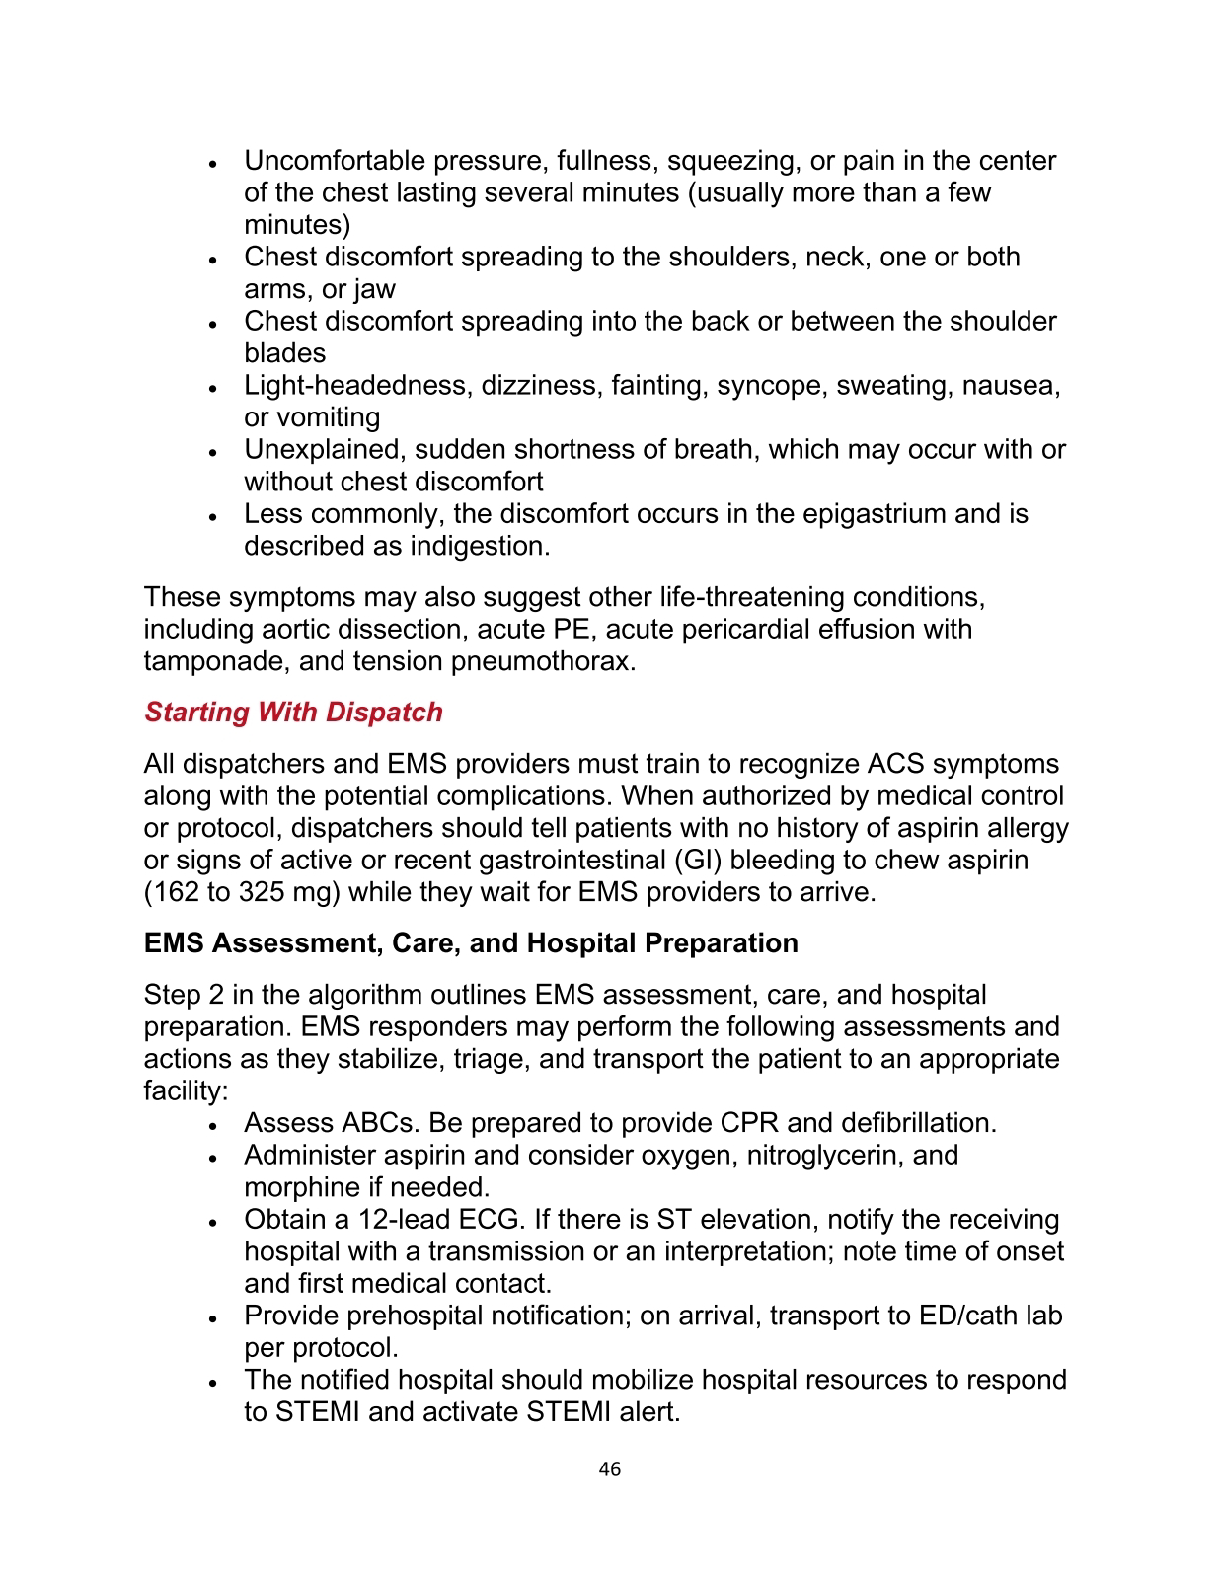 • Uncomfortable pressure, fullness, squeezing, or pain in the center
of the chest lasting several minutes (usually more than a few
minutes)
• Chest discomfort spreading to the shoulders, neck, one or both
arms, or jaw
• Chest discomfort spreading into the back or between the shoulder
blades
• Light-headedness, dizziness, fainting, syncope, sweating, nausea,
or vomiting
• Unexplained, sudden shortness of breath, which may occur with or
without chest discomfort
• Less commonly, the discomfort occurs in the epigastrium and is
described as indigestion.
These symptoms may also suggest other life-threatening conditions,
including aortic dissection, acute PE, acute pericardial effusion with
tamponade, and tension pneumothorax.
Starting With Dispatch
All dispatchers and EMS providers must train to recognize ACS symptoms
along with the potential complications. When authorized by medical control
or protocol, dispatchers should tell patients with no history of aspirin allergy
or signs of active or recent gastrointestinal (GI) bleeding to chew aspirin
(162 to 325 mg) while they wait for EMS providers to arrive.
EMS Assessment, Care, and Hospital Preparation
Step 2 in the algorithm outlines EMS assessment, care, and hospital
preparation. EMS responders may perform the following assessments and
actions as they stabilize, triage, and transport the patient to an appropriate
facility:
• Assess ABCs. Be prepared to provide CPR and defibrillation.
• Administer aspirin and consider oxygen, nitroglycerin, and
morphine if needed.
• Obtain a 12-lead ECG. If there is ST elevation, notify the receiving
hospital with a transmission or an interpretation; note time of onset
and first medical contact.
• Provide prehospital notification; on arrival, transport to ED/cath lab
per protocol.
• The notified hospital should mobilize hospital resources to respond
to STEMI and activate STEMI alert.
46